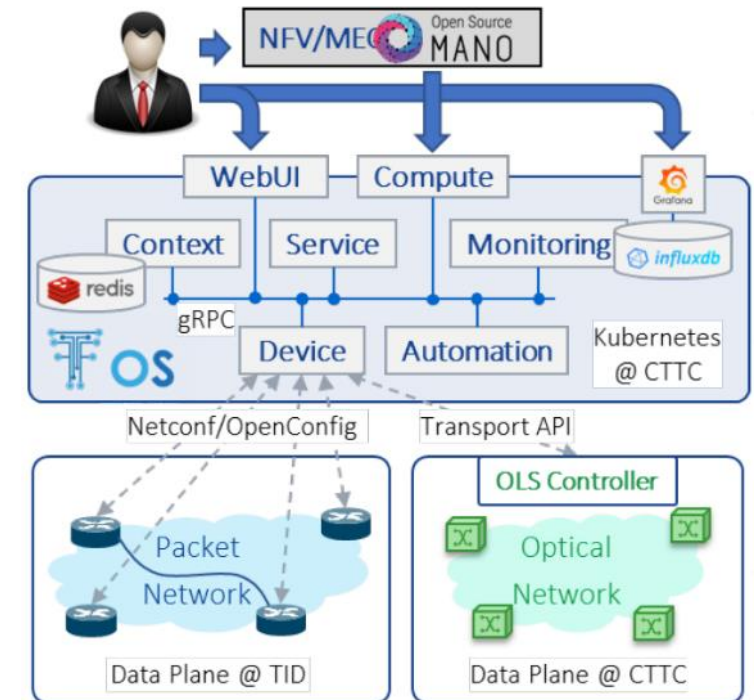 NFV/MEC
Open Source
MANO
WebUI
Compute
Grafana
Context
Service
Monitoring
redis
influxdb
gRPC
TFOS
Device
Automation
Kubernetes
@ CTTC
Netconf/OpenConfig
Transport API
OLS Controller
Packet
Network
Optical
Network
Data Plane @ TID
Data Plane @ CTTC